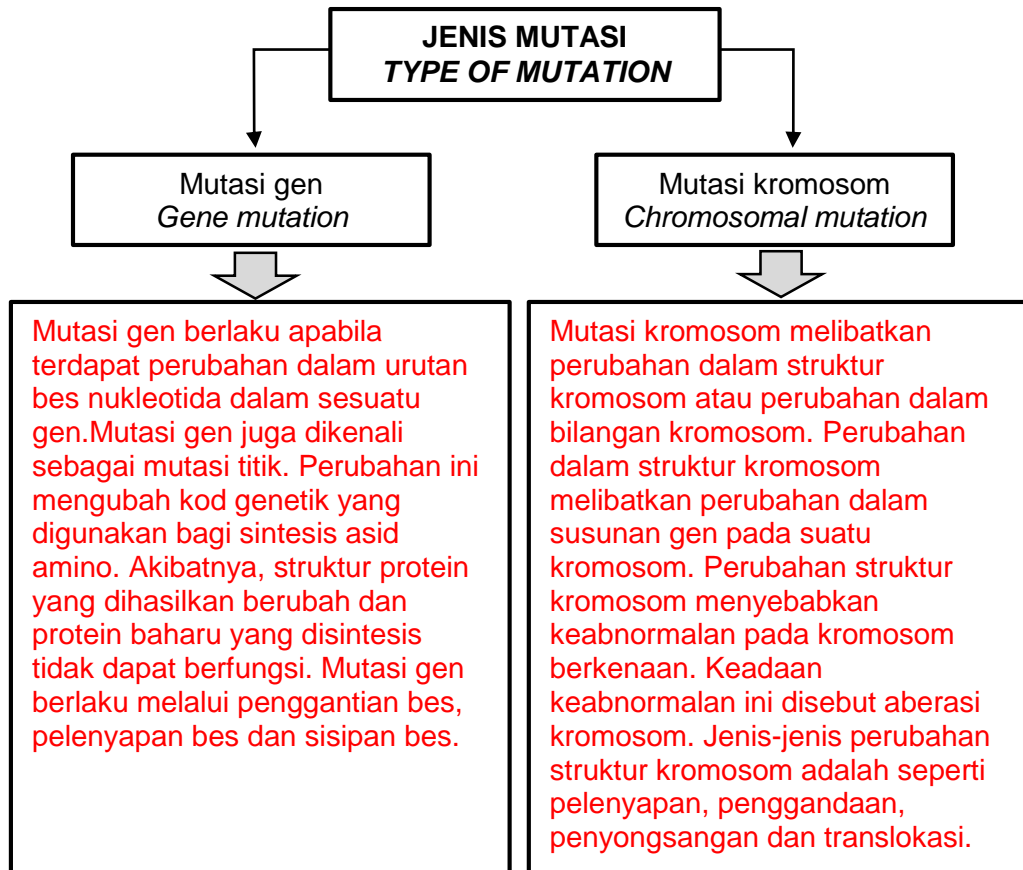 JENIS MUTASI
TYPE OF MUTATION
Mutasi gen
Gene mutation
Mutasi kromosom
Chromosomal mutation
Mutasi gen berlaku apabila
terdapat perubahan dalam urutan
bes nukleotida dalam sesuatu
gen.Mutasi gen juga dikenali
sebagai mutasi titik. Perubahan ini
mengubah kod genetik yang
digunakan bagi sintesis asid
amino. Akibatnya, struktur protein
yang dihasilkan berubah dan
protein baharu yang disintesis
tidak dapat berfungsi. Mutasi gen
berlaku melalui penggantian bes,
pelenyapan bes dan sisipan bes.
Mutasi kromosom melibatkan
perubahan dalam struktur
kromosom atau perubahan dalam
bilangan kromosom. Perubahan
dalam struktur kromosom
melibatkan perubahan dalam
susunan gen pada suatu
kromosom. Perubahan struktur
kromosom menyebabkan
keabnormalan pada kromosom
berkenaan. Keadaan
keabnormalan ini disebut aberasi
kromosom. Jenis-jenis perubahan
struktur kromosom adalah seperti
pelenyapan, penggandaan,
penyongsangan dan translokasi.